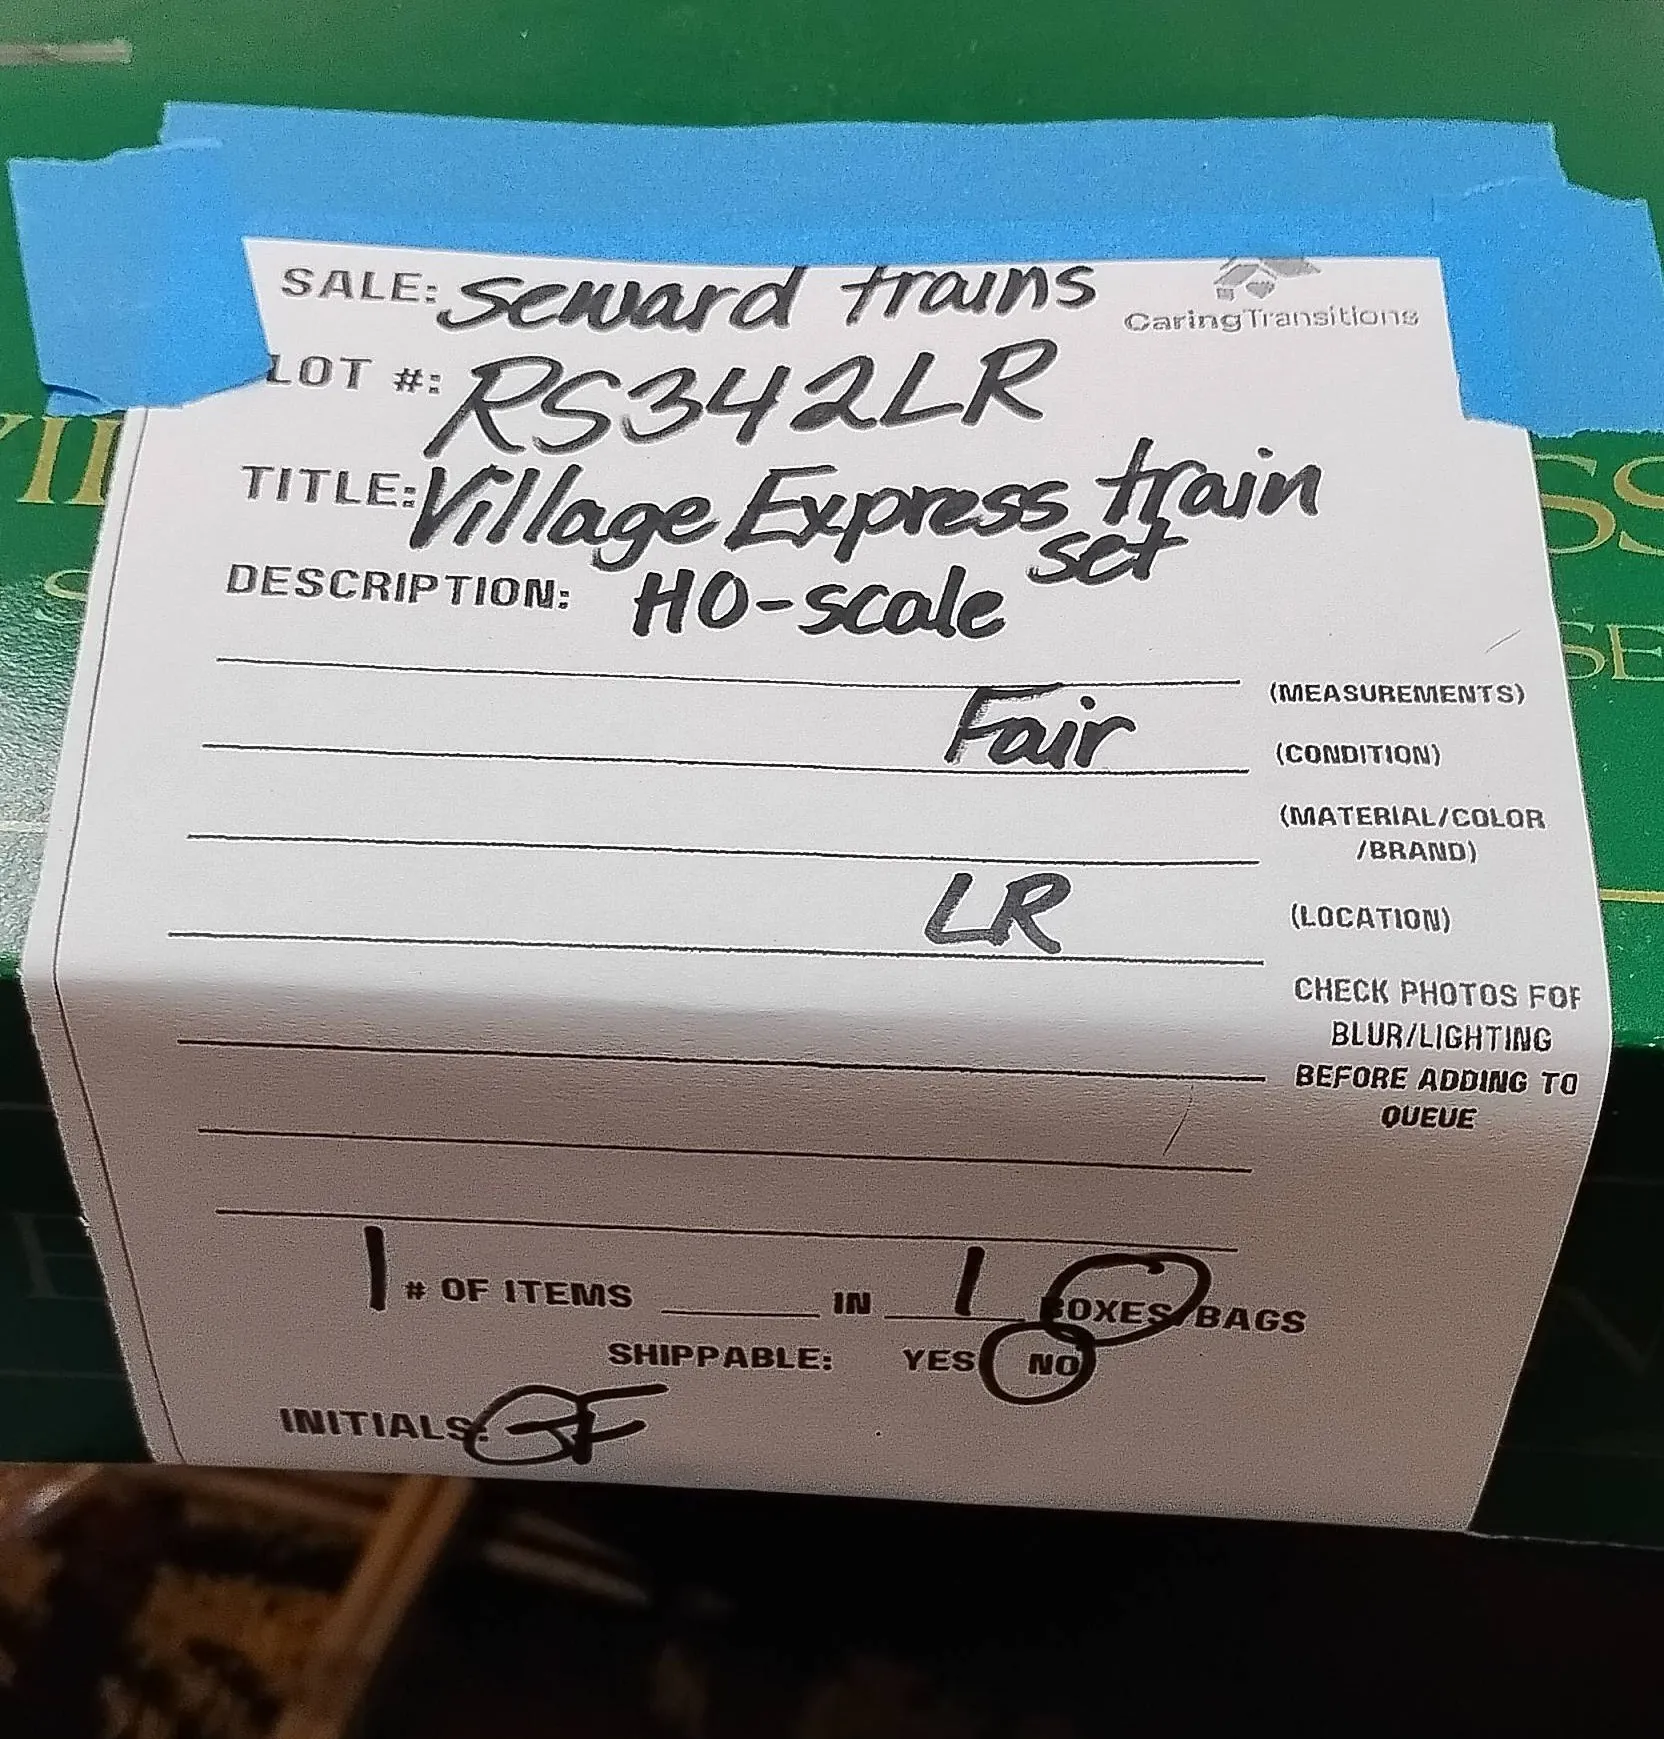 SALE: Seward trains
CaringTransitions
LOT #: RS342LR
TITLE: Village Express train
set
DESCRIPTION: HO-scale
(MEASUREMENTS)
Fair (CONDITION)
(MATERIAL/COLOR
/BRAND)
LR (LOCATION)
CHECK PHOTOS FOR
BLUR/LIGHTING
BEFORE ADDING TO
QUEUE
1 # OF ITEMS IN 1 BOXES/BAGS
SHIPPABLE: YES NO
INITIALS: